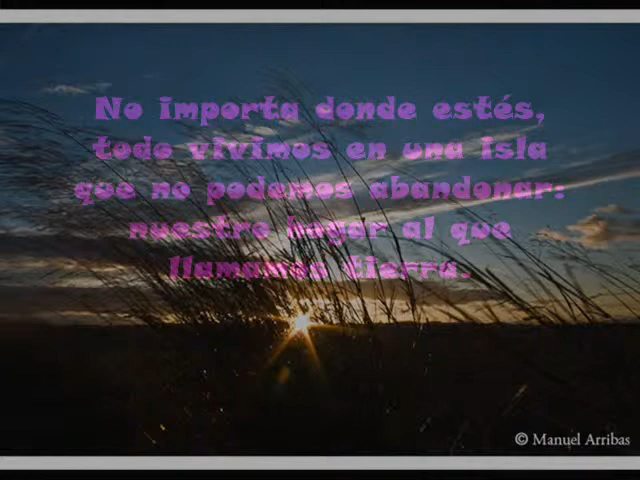 No importa donde estés,
todo vivimos en una isla
que no podemos abandonar:
nuestro hogar al que
llamamos tierra.
© Manuel Arribas